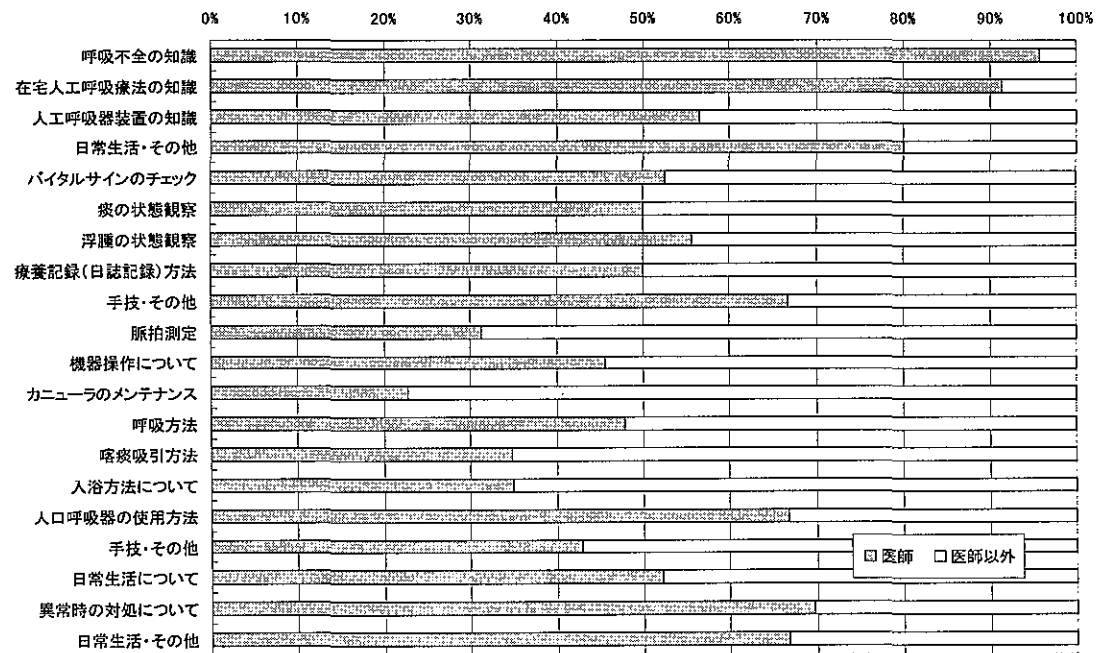 0% 10% 20% 30% 40% 50% 60% 70% 80% 90% 100%
呼吸不全の知識
在宅人工呼吸療法の知識
人工呼吸器装置の知識
日常生活・その他
バイタルサインのチェック
痰の状態観察
浮腫の状態観察
療養記録(日誌記録)方法
手技・その他
脈拍測定
機器操作について
カニューラのメンテナンス
呼吸方法
喀痰吸引方法
入浴方法について
人口呼吸器の使用方法
手技・その他
医師 医師以外
日常生活について
異常時の対処について
日常生活・その他